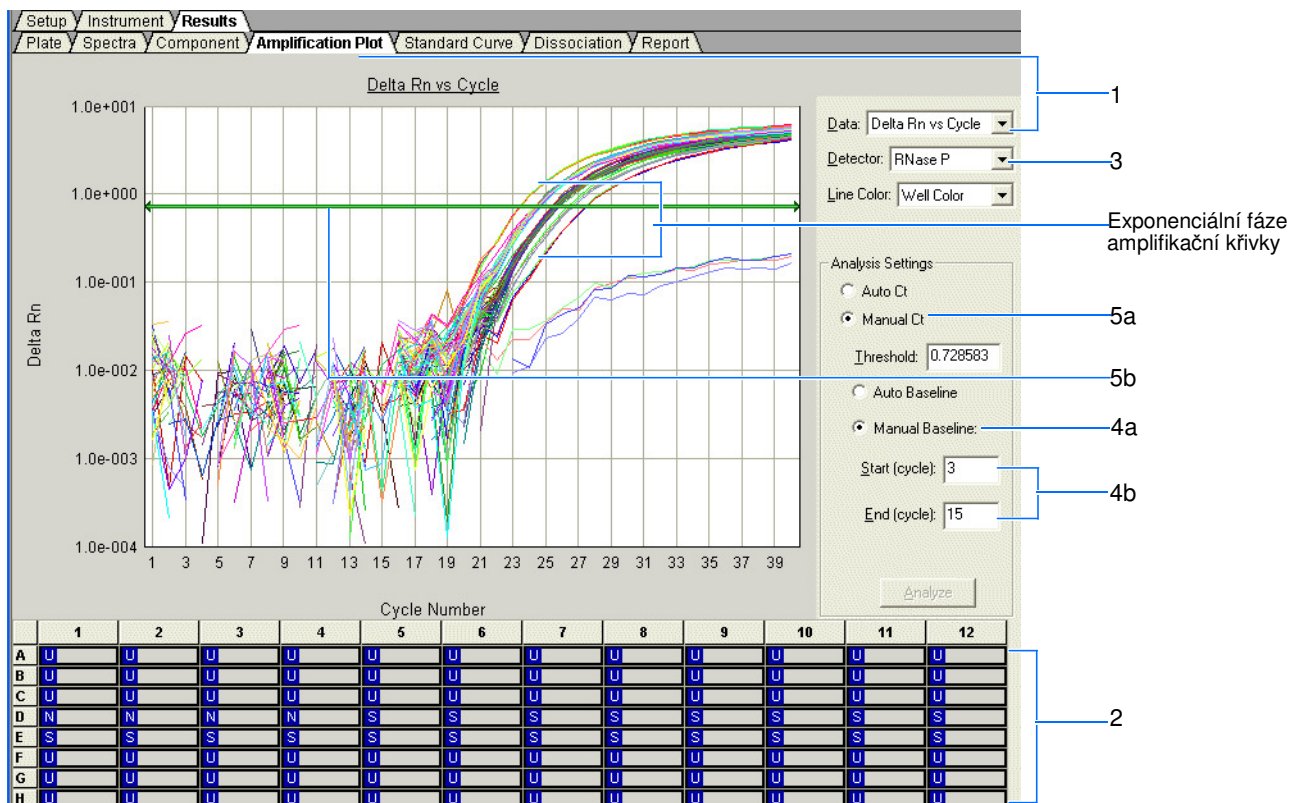 Setup Instrument Results
Plate Spectra Component Amplification Plot Standard Curve Dissociation Report
Delta Rn vs Cycle
1.0e+001
1.0e+000
1.0e-001
1.0e-002
1.0e-003
1.0e-004
Delta Rn
1 3 5 7 9 11 13 15 17 19 21 23 25 27 29 31 33 35 37 39
Cycle Number
Data: Delta Rn vs Cycle
Detector: RNase P
Line Color: Well Color
Analysis Settings
Auto Ct
Manual Ct
Threshold: 0.728583
Auto Baseline
Manual Baseline:
Start (cycle): 3
End (cycle): 15
Analyze
1
3
Exponenciální fáze
amplifikační křivky
5a
5b
4a
4b
2
1 2 3 4 5 6 7 8 9 10 11 12
A U U U U U U U U U U U U
B U U U U U U U U U U U U
C U U U U U U U U U U U U
D N N N N S S S S S S S S
E S S S S S S S S S S S S
F U U U U U U U U U U U U
G U U U U U U U U U U U U
H U U U U U U U U U U U U